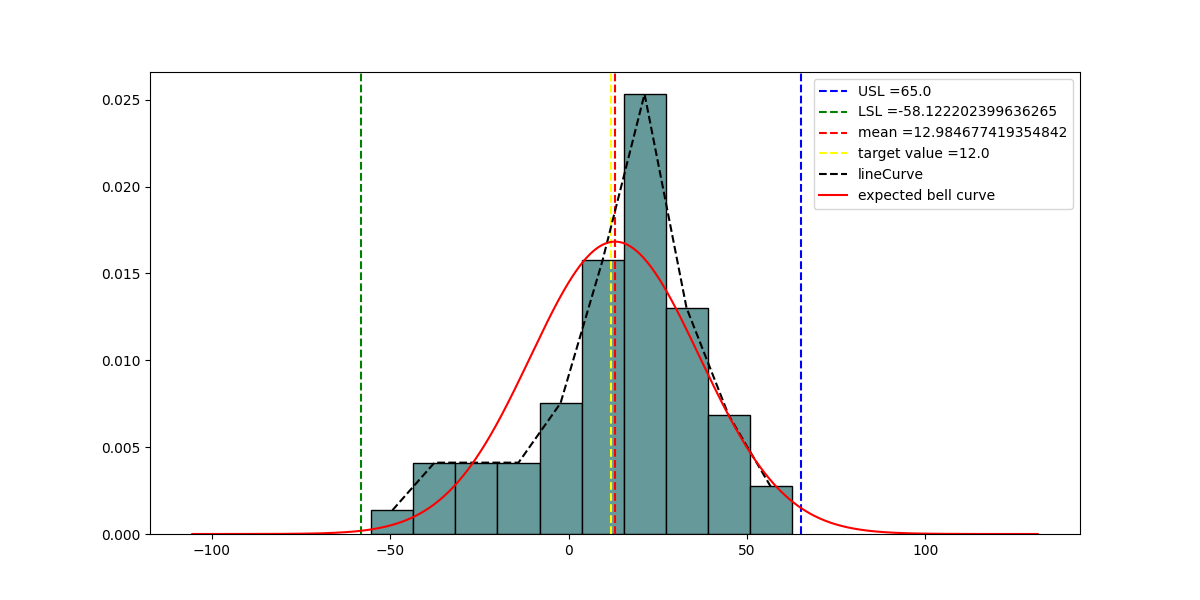 USL =65.0
LSL =-58.122202399636265
mean =12.984677419354842
target value =12.0
lineCurve
expected bell curve
0.025
0.020
0.015
0.010
0.005
0.000
−100
−50
0
50
100